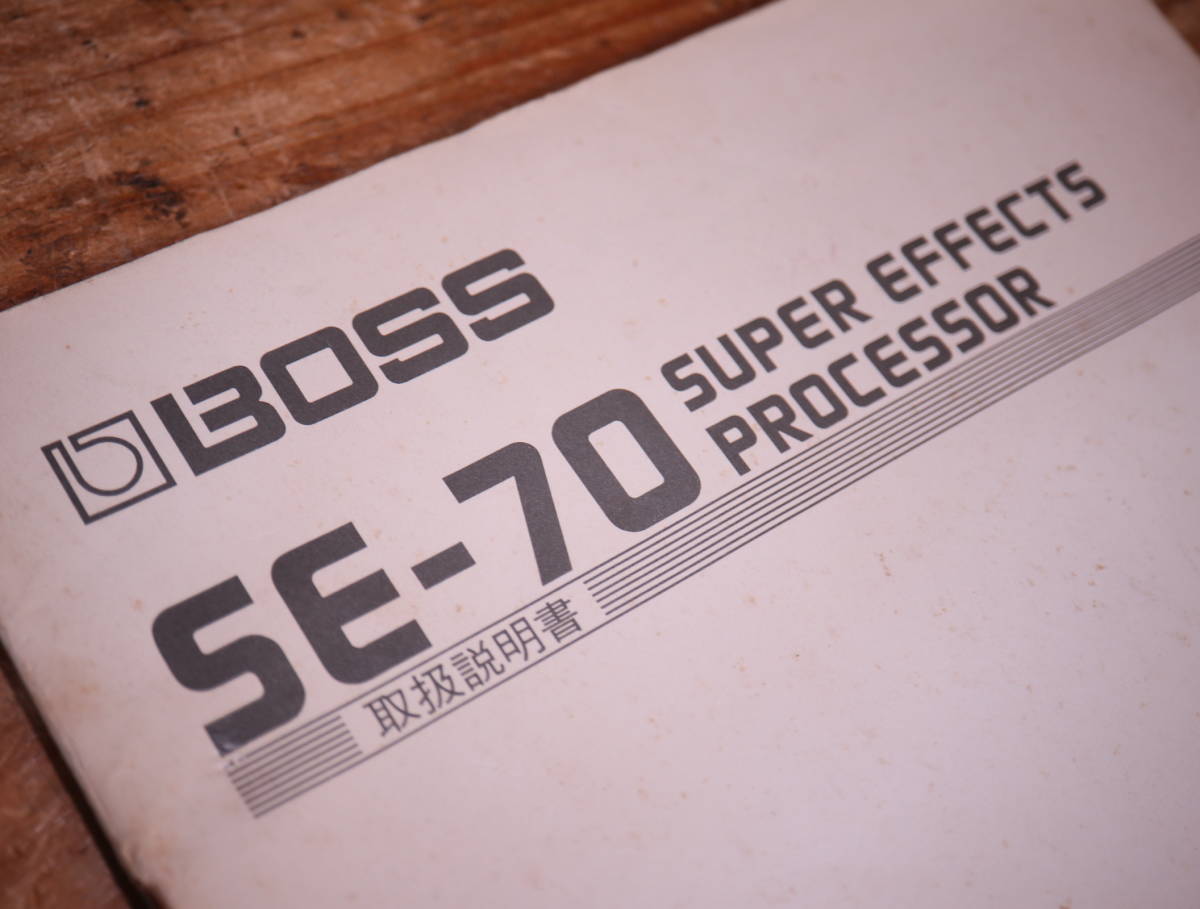 BOSS
SE-70 SUPER EFFECTS
PROCESSOR
取扱説明書